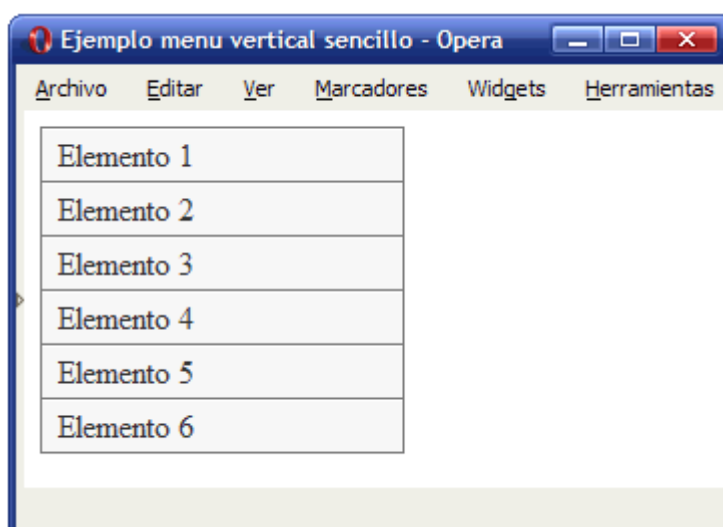 Ejemplo menu vertical sencillo - Opera
Archivo Editar Ver Marcadores Widgets Herramientas
Elemento 1
Elemento 2
Elemento 3
Elemento 4
Elemento 5
Elemento 6